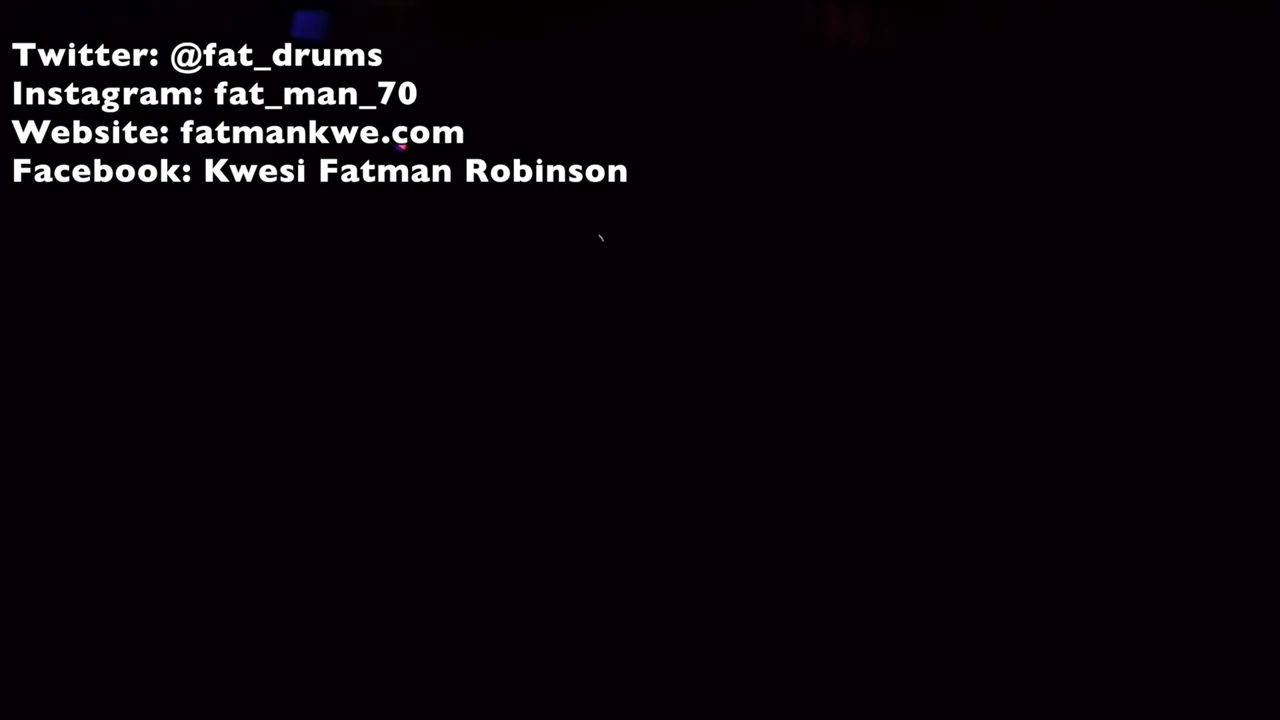 Twitter: @fat_drums
Instagram: fat_man_70
Website: fatmankwe.com
Facebook: Kwesi Fatman Robinson